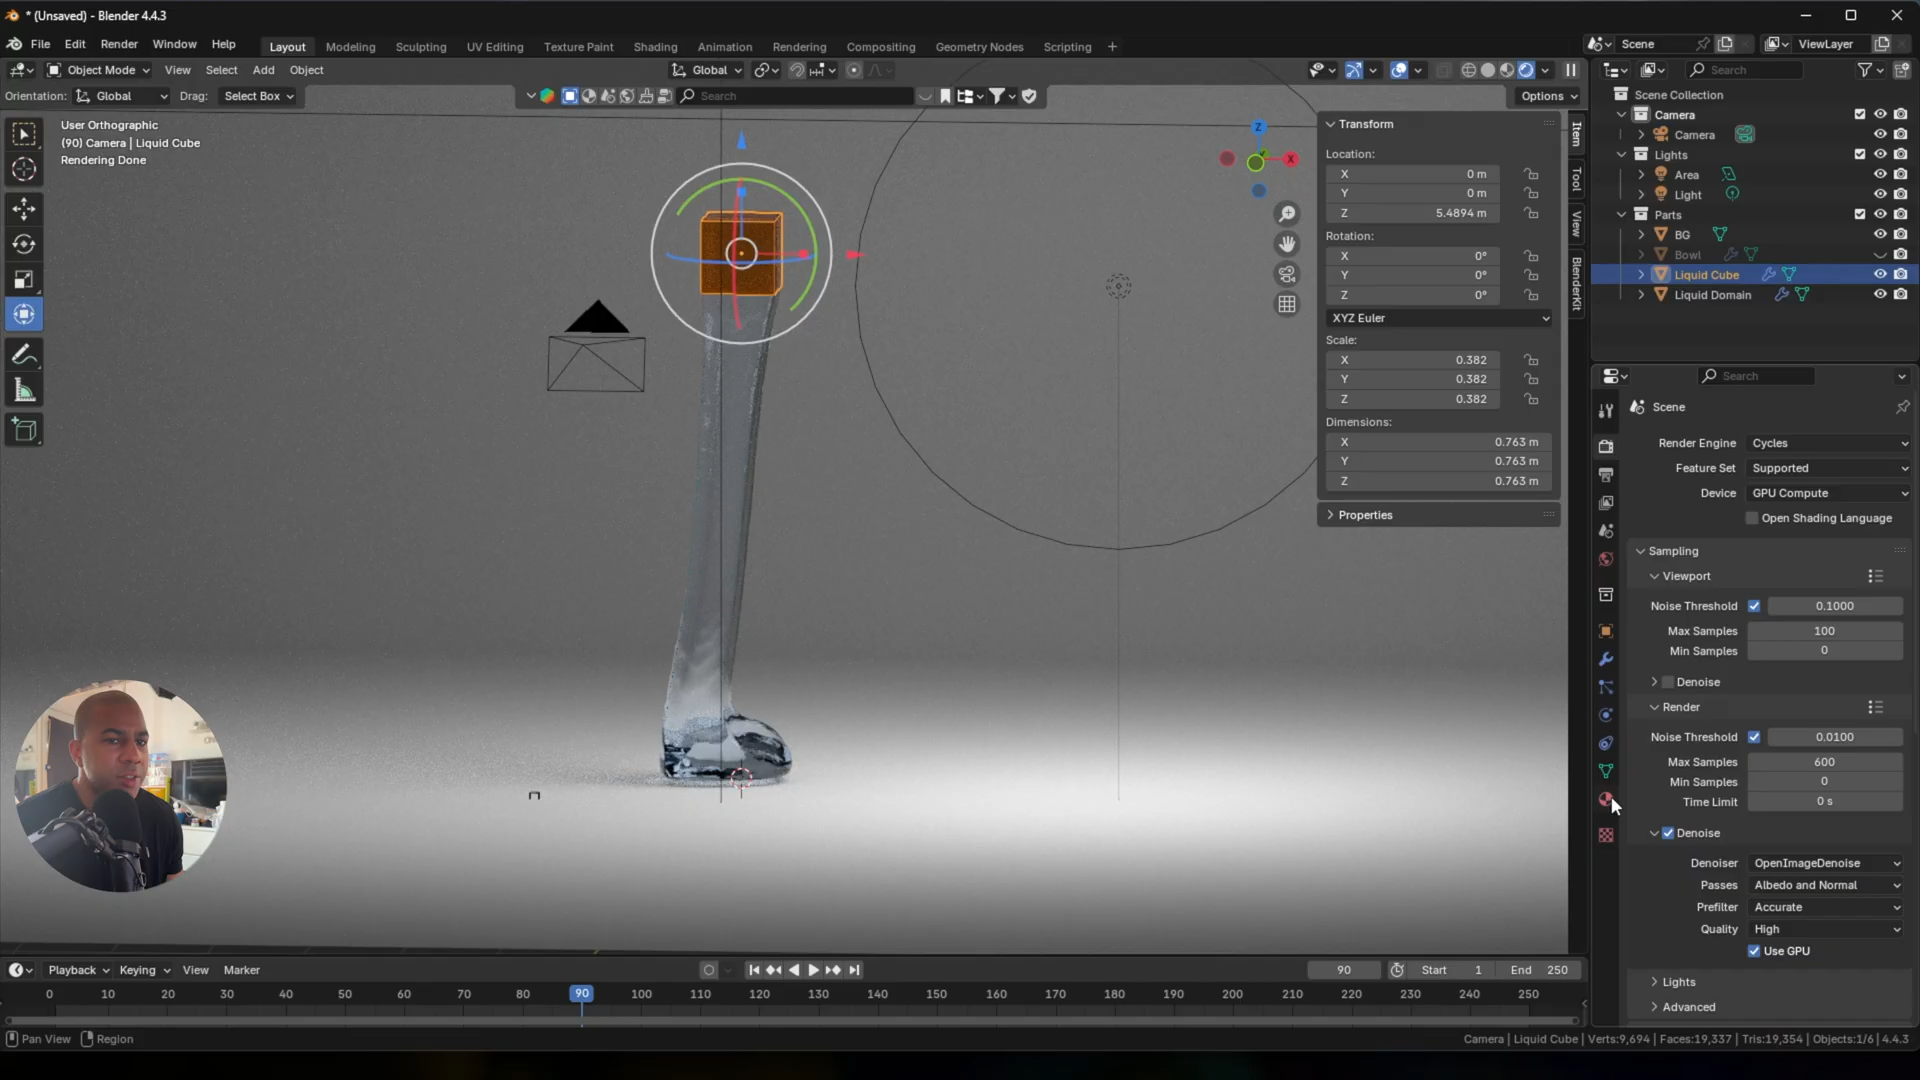 * (Unsaved) - Blender 4.4.3
File Edit Render Window Help
Layout Modeling Sculpting UV Editing Texture Paint Shading Animation Rendering Compositing Geometry Nodes Scripting +
Scene ViewLayer
Object Mode View Select Add Object Global
Search
Orientation: Global Drag: Select Box Search Options
User Orthographic
(90) Camera | Liquid Cube
Rendering Done
Z
X
Transform
Location:
X 0 m
Y 0 m
Z 5.4894 m
Rotation:
X 0°
Y 0°
Z 0°
XYZ Euler
Scale:
X 0.382
Y 0.382
Z 0.382
Dimensions:
X 0.763 m
Y 0.763 m
Z 0.763 m
Properties
Item
Tool
View
BlenderKit
Scene Collection
Camera
Camera
Lights
Area
Light
Parts
BG
Bowl
Liquid Cube
Liquid Domain
Search
Scene
Render Engine Cycles
Feature Set Supported
Device GPU Compute
Open Shading Language
Sampling
Viewport
Noise Threshold 0.1000
Max Samples 100
Min Samples 0
Denoise
Render
Noise Threshold 0.0100
Max Samples 600
Min Samples 0
Time Limit 0 s
Denoise
Denoiser OpenImageDenoise
Passes Albedo and Normal
Prefilter Accurate
Quality High
Use GPU
Lights
Advanced
Playback Keying View Marker 90 Start 1 End 250
0 10 20 30 40 50 60 70 80 90 100 110 120 130 140 150 160 170 180 190 200 210 220 230 240 250
Pan View Region Camera | Liquid Cube | Verts:9,694 | Faces:19,337 | Tris:19,354 | Objects:1/6 | 4.4.3